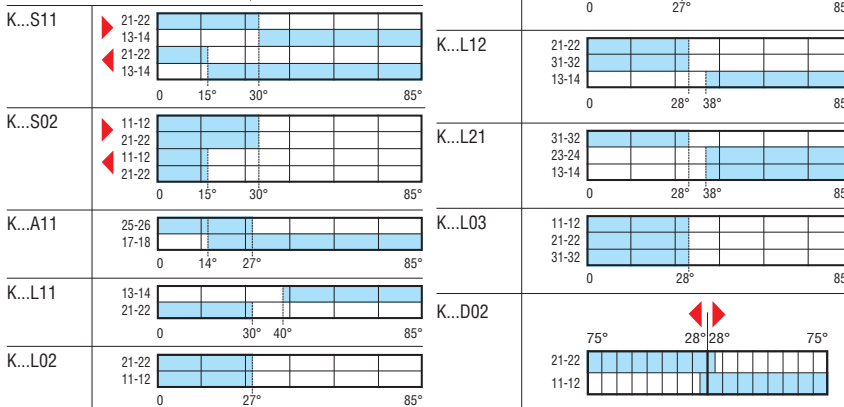 K...S11
21-22
13-14
21-22
13-14
0 15° 30° 85°
K...S02
11-12
21-22
11-12
21-22
0 15° 30° 85°
K...A11
25-26
17-18
0 14° 27° 85°
K...L11
13-14
21-22
0 30° 40° 85°
K...L02
21-22
11-12
0 27° 85°
0 27° 85
K...L12
21-22
31-32
13-14
0 28° 38° 85
K...L21
31-32
23-24
13-14
0 28° 38° 85
K...L03
11-12
21-22
31-32
0 28° 85
K...D02
75° 28° 28° 75°
21-22
11-12